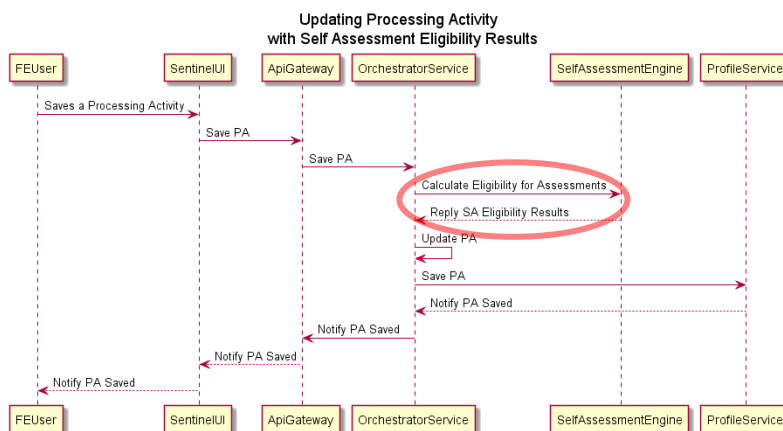 Updating Processing Activity
with Self Assessment Eligibility Results
FEUser
SentinelUI
ApiGateway
OrchestratorService
SelfAssessmentEngine
ProfileService
Saves a Processing Activity
Save PA
Save PA
Calculate Eligibility for Assessments
Reply SA Eligibility Results
Update PA
Save PA
Notify PA Saved
Notify PA Saved
Notify PA Saved
Notify PA Saved
FEUser
SentinelUI
ApiGateway
OrchestratorService
SelfAssessmentEngine
ProfileService